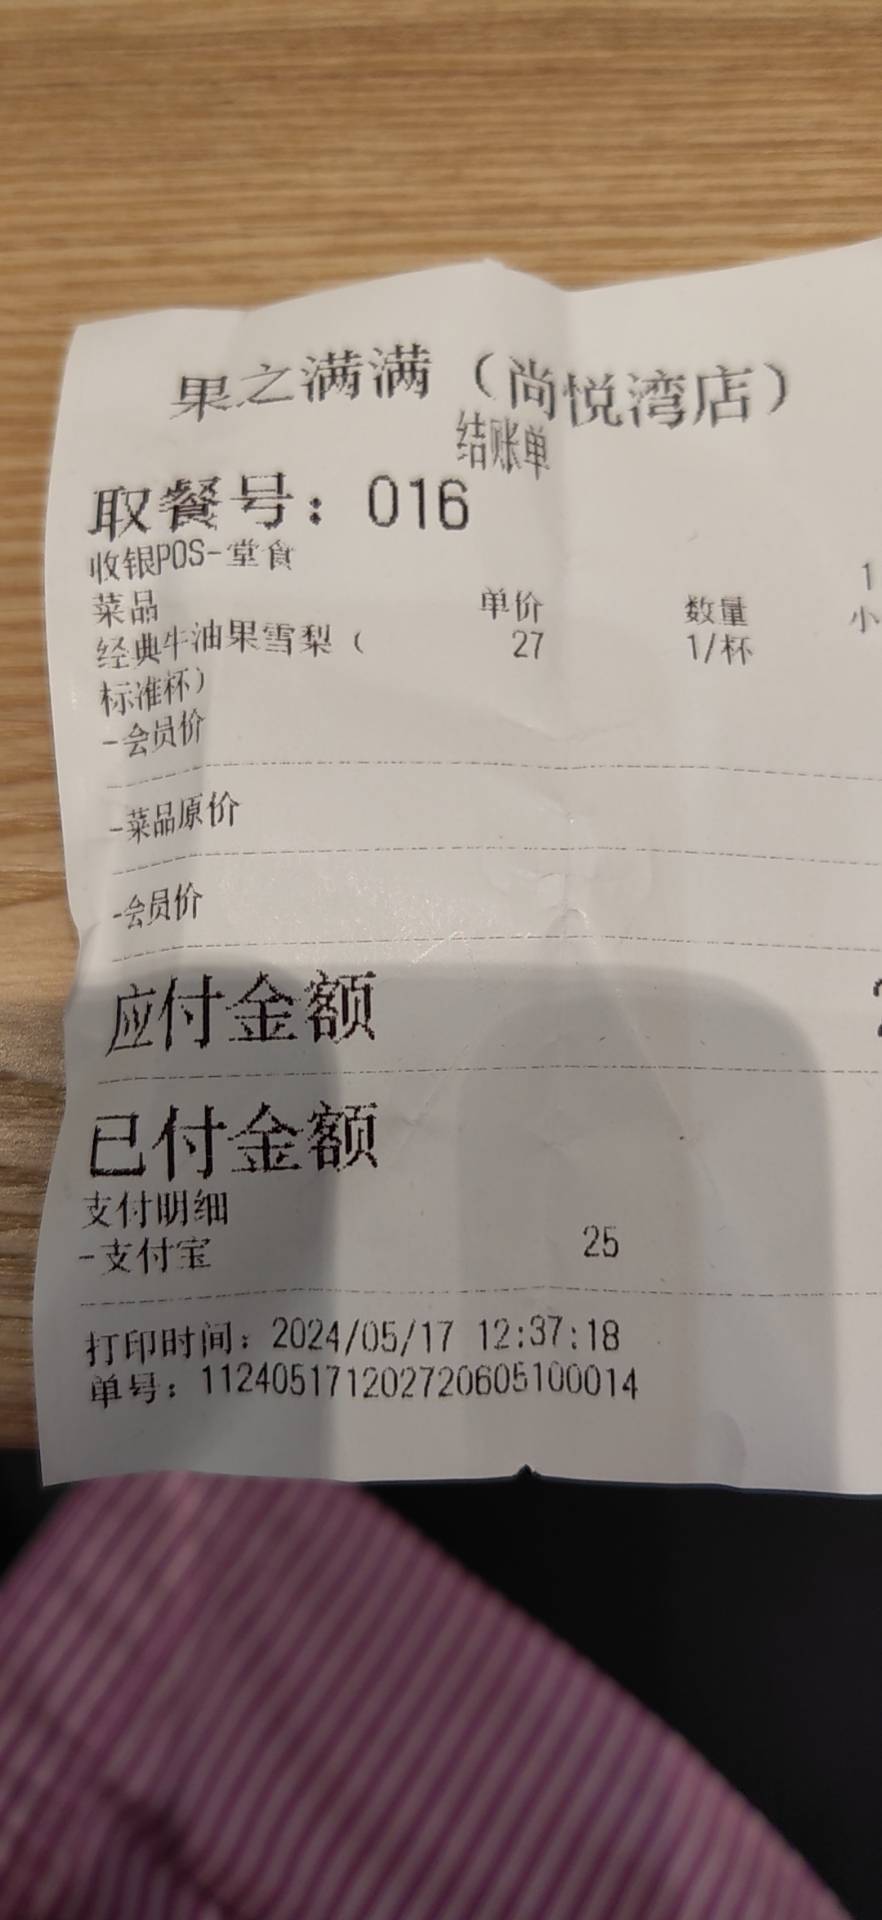 果之满满（尚悦湾店）
结账单
取餐号：016
收银POS-堂食 1
菜品 单价 数量 小
经典牛油果雪梨（ 27 1/杯
标准杯）
-会员价
-菜品原价
-会员价
应付金额
已付金额
支付明细
-支付宝 25
打印时间：2024/05/17 12:37:18
单号：112405171202720605100014